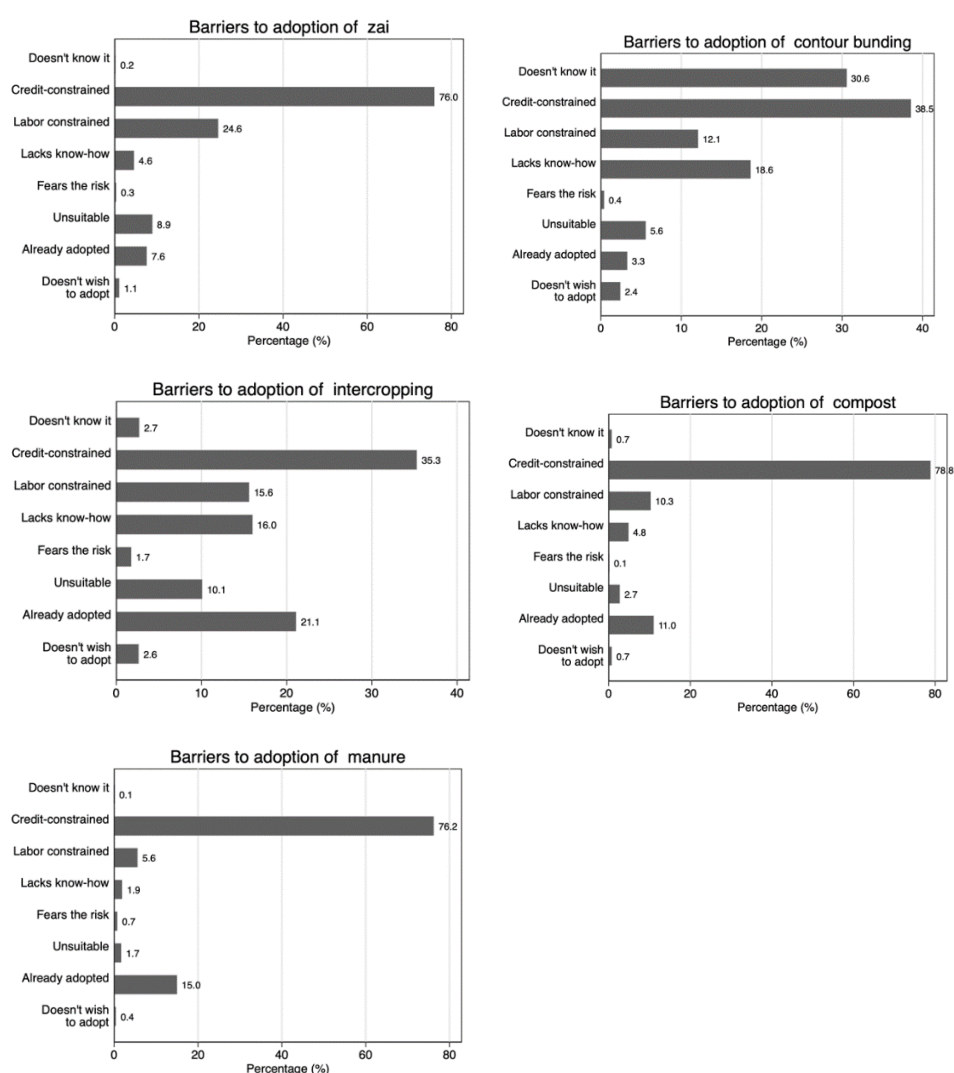 Barriers to adoption of zai
Doesn't know it
0.2
Credit-constrained
76.0
Labor constrained
24.6
Lacks know-how
4.6
Fears the risk
0.3
Unsuitable
8.9
Already adopted
7.6
Doesn't wish
to adopt
1.1
0 20 40 60 80
Percentage (%)
Barriers to adoption of contour bunding
Doesn't know it
30.6
Credit-constrained
38.5
Labor constrained
12.1
Lacks know-how
18.6
Fears the risk
0.4
Unsuitable
5.6
Already adopted
3.3
Doesn't wish
to adopt
2.4
0 10 20 30 40
Percentage (%)
Barriers to adoption of intercropping
Doesn't know it
2.7
Credit-constrained
35.3
Labor constrained
15.6
Lacks know-how
16.0
Fears the risk
1.7
Unsuitable
10.1
Already adopted
21.1
Doesn't wish
to adopt
2.6
0 10 20 30 40
Percentage (%)
Barriers to adoption of compost
Doesn't know it
0.7
Credit-constrained
78.8
Labor constrained
10.3
Lacks know-how
4.8
Fears the risk
0.1
Unsuitable
2.7
Already adopted
11.0
Doesn't wish
to adopt
0.7
0 20 40 60 80
Percentage (%)
Barriers to adoption of manure
Doesn't know it
0.1
Credit-constrained
76.2
Labor constrained
5.6
Lacks know-how
1.9
Fears the risk
0.7
Unsuitable
1.7
Already adopted
15.0
Doesn't wish
to adopt
0.4
0 20 40 60 80
Percentage (%)